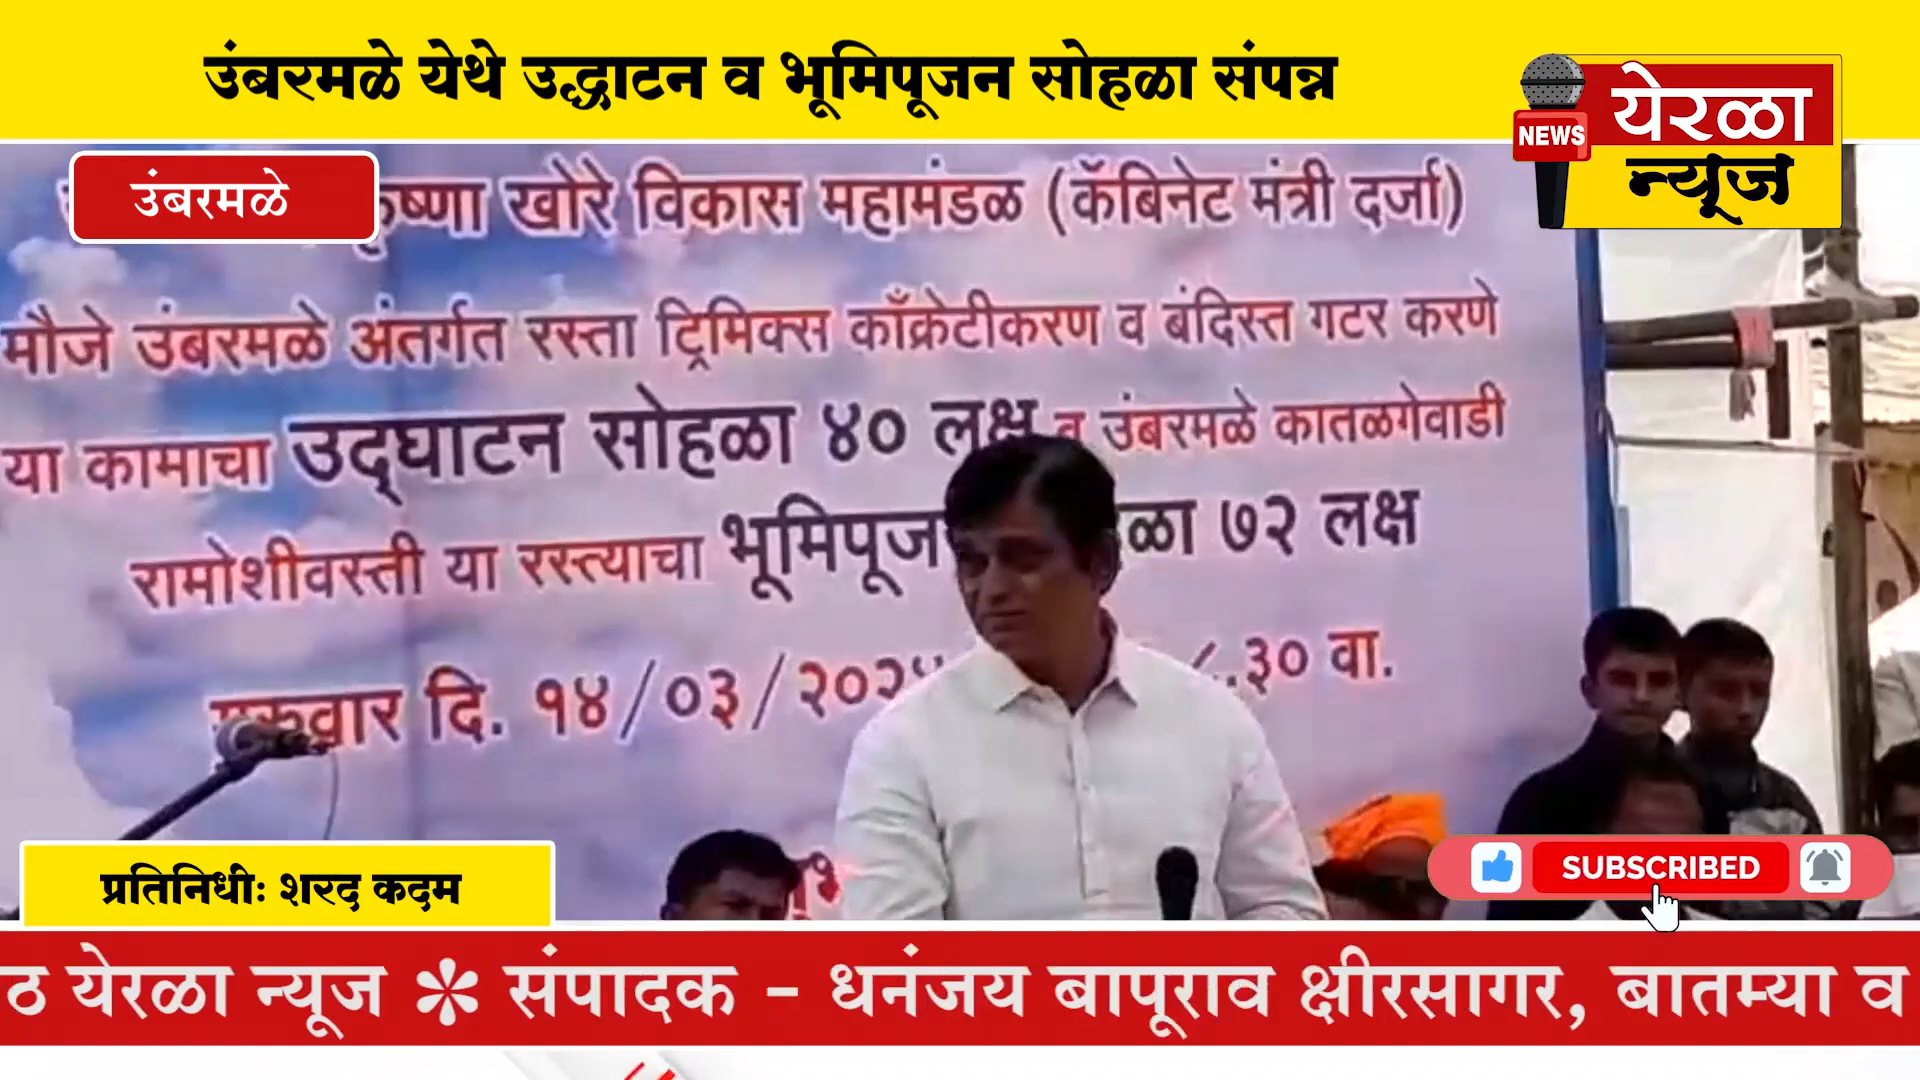 उंबरमळे येथे उद्धाटन व भूमिपूजन सोहळा संपन्न
NEWS
येरळा
न्यूज
उंबरमळे
कृष्णा खोरे विकास महामंडळ (कॅबिनेट मंत्री दर्जा)
मौजे उंबरमळे अंतर्गत रस्ता ट्रिमिक्स काँक्रेटीकरण व बंदिस्त गटर करणे
या कामाचा उद्घाटन सोहळा ४० लक्ष व उंबरमळे कातळगेवाडी
रामोशीवस्ती या रस्त्याचा ७२ लक्ष
दि. १४/०३/ .३० वा.
प्रतिनिधीः शरद कदम
SUBSCRIBED
येरळा न्यूज ✻ संपादक - धनंजय बापूराव क्षीरसागर, बातम्या व